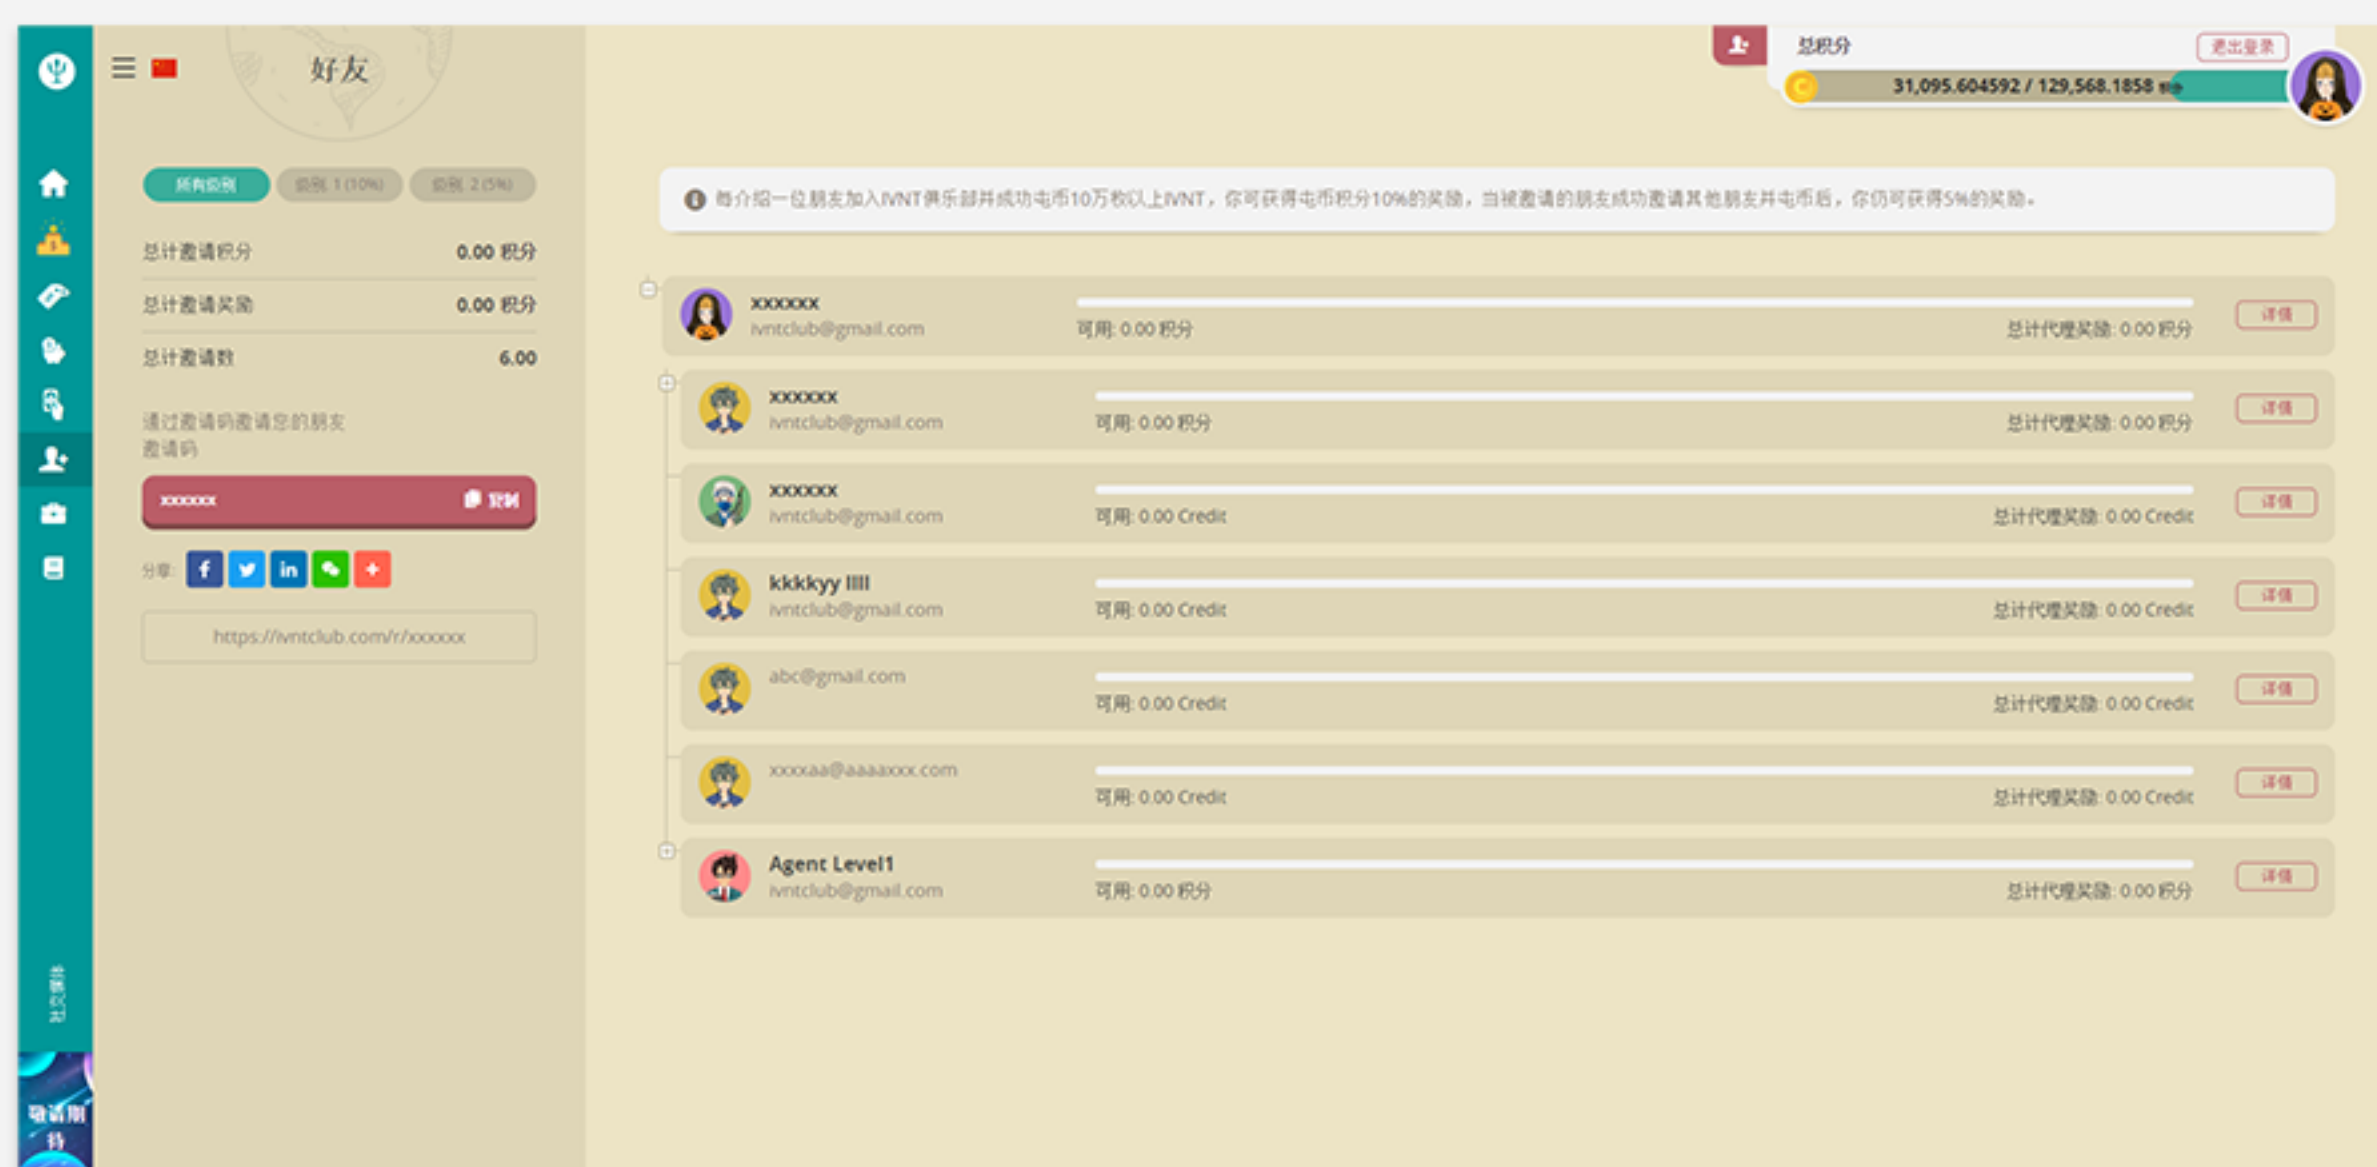 好友
总积分
退出登录
31,095.604592 / 129,568.1858 积分
所有级别
级别 1 (10%)
级别 2 (5%)
总计邀请积分
0.00 积分
总计邀请奖励
0.00 积分
总计邀请数
6.00
通过邀请码邀请您的朋友
邀请码
xxxxxx
复制
分享:
https://ivntclub.com/r/xxxxxx
社交媒体
敬请期
待
每介绍一位朋友加入IVNT俱乐部并成功屯币10万枚以上IVNT，你可获得屯币积分10%的奖励，当被邀请的朋友成功邀请其他朋友并屯币后，你仍可获得5%的奖励。
xxxxxx
ivntclub@gmail.com
可用: 0.00 积分
总计代理奖励: 0.00 积分
详情
xxxxxx
ivntclub@gmail.com
可用: 0.00 积分
总计代理奖励: 0.00 积分
详情
xxxxxx
ivntclub@gmail.com
可用: 0.00 Credit
总计代理奖励: 0.00 Credit
详情
kkkkyy llll
ivntclub@gmail.com
可用: 0.00 Credit
总计代理奖励: 0.00 Credit
详情
abc@gmail.com
可用: 0.00 Credit
总计代理奖励: 0.00 Credit
详情
xxxxaa@aaaaxxx.com
可用: 0.00 Credit
总计代理奖励: 0.00 Credit
详情
Agent Level1
ivntclub@gmail.com
可用: 0.00 积分
总计代理奖励: 0.00 积分
详情